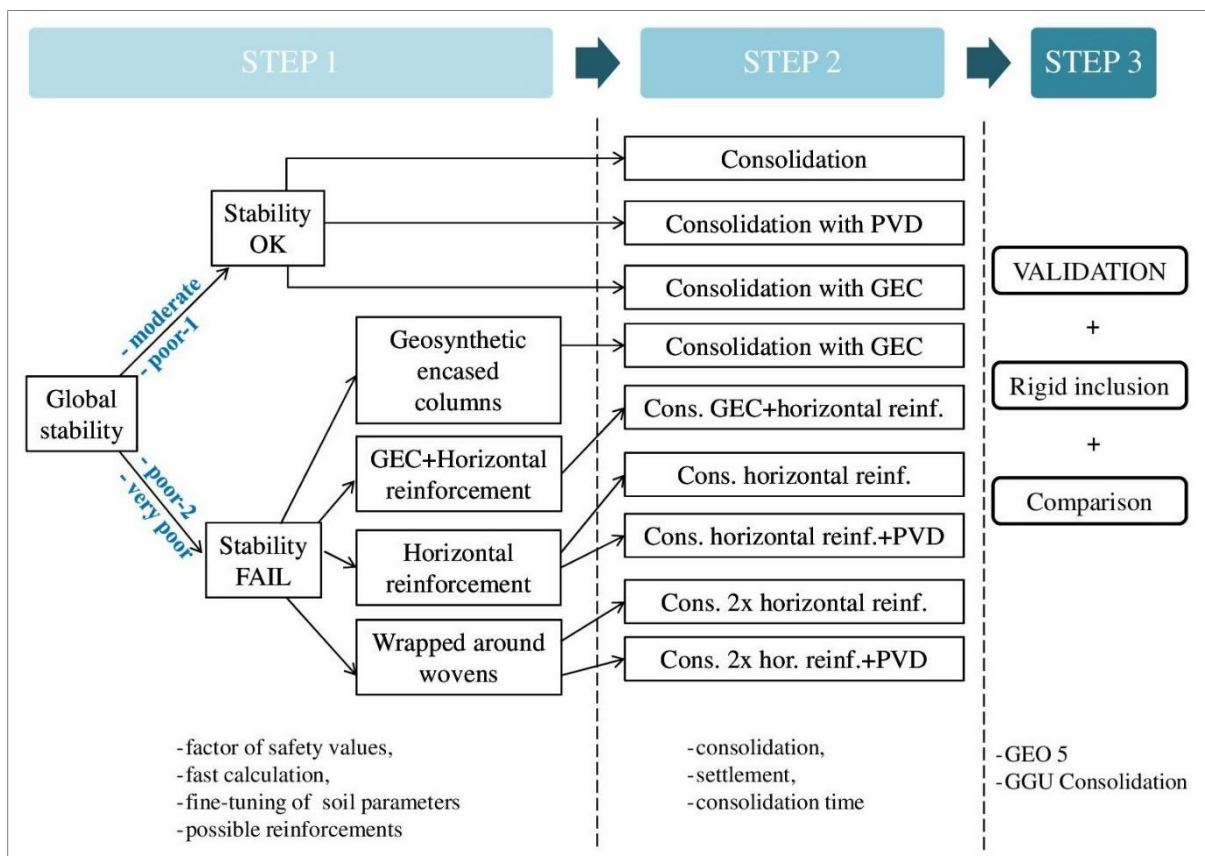 STEP 1
STEP 2
STEP 3
Global
stability
- moderate
- poor-1
- poor-2
- very poor
Stability
OK
Stability
FAIL
Geosynthetic
encased
columns
GEC+Horizontal
reinforcement
Horizontal
reinforcement
Wrapped around
wovens
Consolidation
Consolidation with PVD
Consolidation with GEC
Consolidation with GEC
Cons. GEC+horizontal reinf.
Cons. horizontal reinf.
Cons. horizontal reinf.+PVD
Cons. 2x horizontal reinf.
Cons. 2x hor. reinf.+PVD
VALIDATION
+
Rigid inclusion
+
Comparison
-factor of safety values,
-fast calculation,
-fine-tuning of soil parameters
-possible reinforcements
-consolidation,
-settlement,
-consolidation time
-GEO 5
-GGU Consolidation